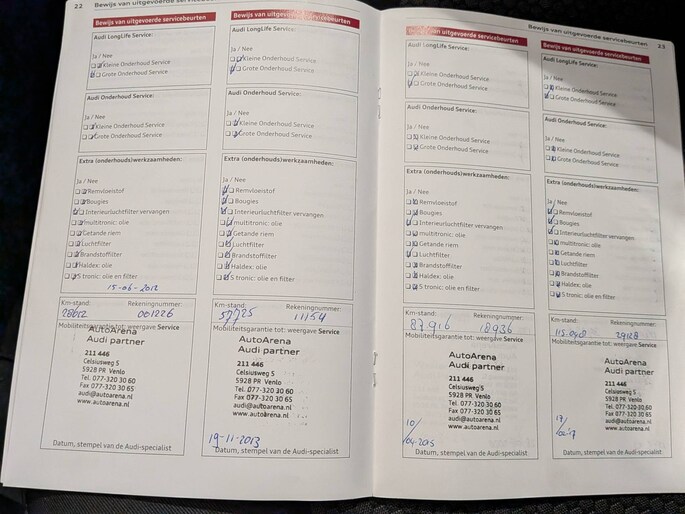 22
Bewijs van uitgevoerde servicebeurten
Audi LongLife Service:
Ja / Nee
Kleine Onderhoud Service
Grote Onderhoud Service
Audi Onderhoud Service:
Kleine Onderhoud Service
Grote Onderhoud Service
Extra (onderhouds)werkzaamheden:
Ja / Nee
Remvloeistof
Bougies
Interieurluchtfilter vervangen
multitronic: olie
Getande riem
Luchtfilter
Brandstoffilter
Haldex: olie
S tronic: olie en filter
15-06-2012
Km-stand: Rekeningnummer:
28612 001226
Mobiliteitsgarantie tot: weergave Service
AutoArena
Audi partner
211 446
Celsiusweg 5
5928 PR Venlo
Tel. 077-320 30 60
Fax 077-320 30 65
audi@autoarena.nl
www.autoarena.nl
Datum, stempel van de Audi-specialist
Bewijs van uitgevoerde servicebeurten
Audi LongLife Service:
Ja / Nee
Kleine Onderhoud Service
Grote Onderhoud Service
Audi Onderhoud Service:
Kleine Onderhoud Service
Grote Onderhoud Service
Extra (onderhouds)werkzaamheden:
Ja / Nee
Remvloeistof
Bougies
Interieurluchtfilter vervangen
multitronic: olie
Getande riem
Luchtfilter
Brandstoffilter
Haldex: olie
S tronic: olie en filter
Km-stand: Rekeningnummer:
57725 11154
Mobiliteitsgarantie tot: weergave Service
AutoArena
Audi partner
211 446
Celsiusweg 5
5928 PR Venlo
Tel. 077-320 30 60
Fax 077-320 30 65
audi@autoarena.nl
www.autoarena.nl
19-11-2013
Datum, stempel van de Audi-specialist
Bewijs van uitgevoerde servicebeurten 23
Bewijs van uitgevoerde servicebeurten
Audi LongLife Service:
Ja / Nee
Kleine Onderhoud Service
Grote Onderhoud Service
Audi Onderhoud Service:
Kleine Onderhoud Service
Grote Onderhoud Service
Extra (onderhouds)werkzaamheden:
Ja / Nee
Remvloeistof
Bougies
Interieurluchtfilter vervangen
multitronic: olie
Getande riem
Luchtfilter
Brandstoffilter
Haldex: olie
S tronic: olie en filter
Km-stand: Rekeningnummer:
87.916 18936
Mobiliteitsgarantie tot: weergave Service
AutoArena
Audi partner
211 446
Celsiusweg 5
5928 PR Venlo
Tel. 077-320 30 60
Fax 077-320 30 65
audi@autoarena.nl
www.autoarena.nl
10/
/04-2015
Datum, stempel van de Audi-specialist
Bewijs van uitgevoerde servicebeurten
Audi LongLife Service:
Ja / Nee
Kleine Onderhoud Service
Grote Onderhoud Service
Audi Onderhoud Service:
Kleine Onderhoud Service
Grote Onderhoud Service
Extra (onderhouds)werkzaamheden:
Ja / Nee
Remvloeistof
Bougies
Interieurluchtfilter vervangen
multitronic: olie
Getande riem
Luchtfilter
Brandstoffilter
Haldex: olie
S tronic: olie en filter
Km-stand: Rekeningnummer:
29128
Mobiliteitsgarantie tot: weergave Service
AutoArena
Audi partner
211 446
Celsiusweg 5
5928 PR Venlo
Tel. 077-320 30 60
Fax 077-320 30 65
audi@autoarena.nl
www.autoarena.nl
17/
Datum, stempel van de Audi-specialist